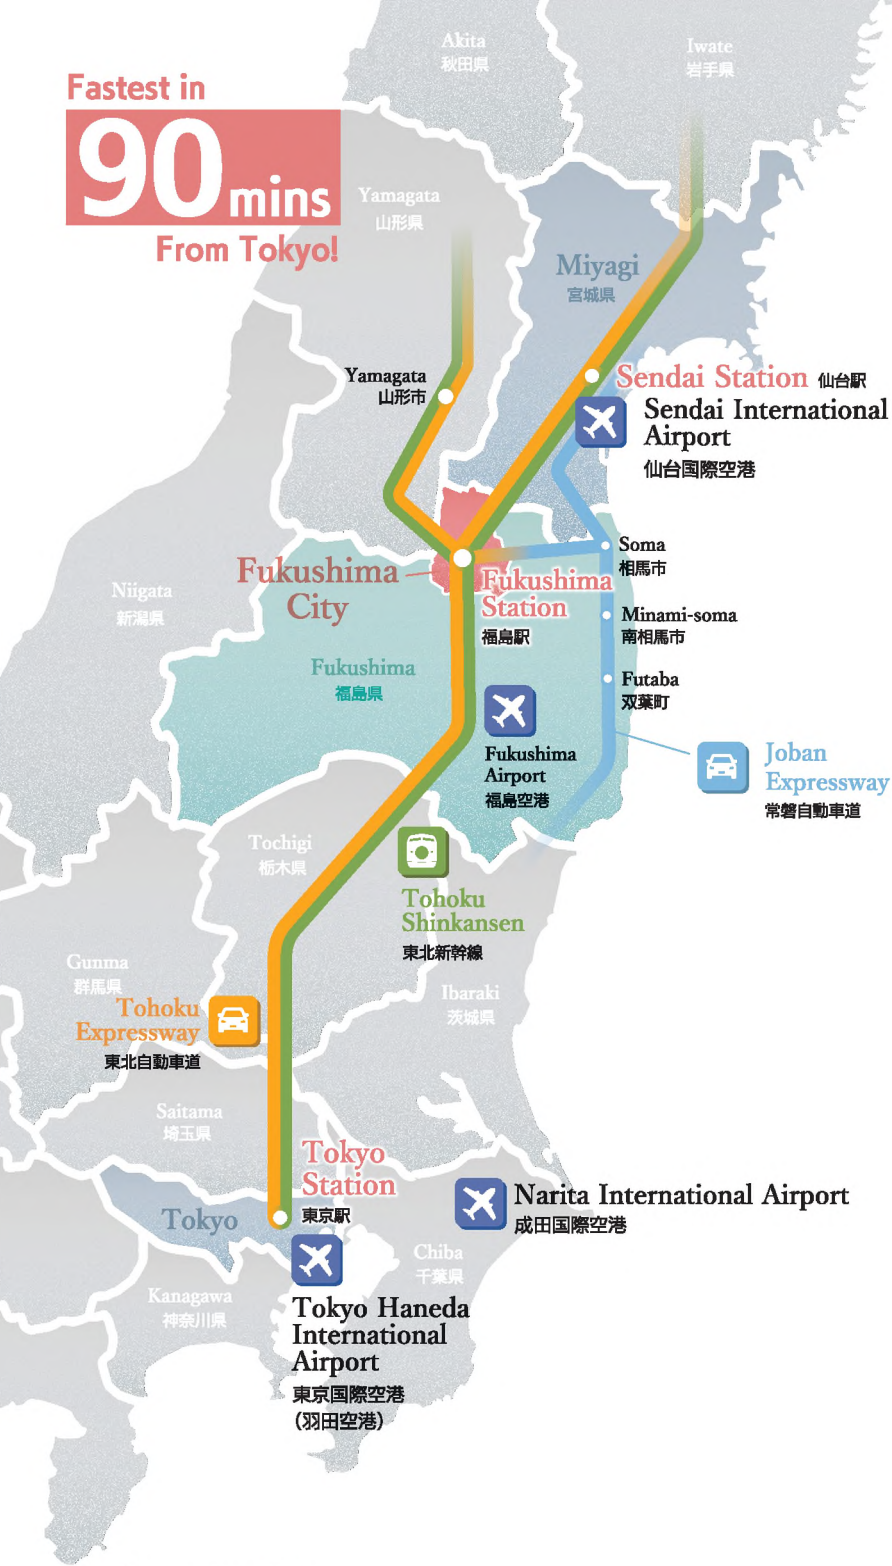 Akita
秋田県
Iwate
岩手県
Fastest in
90 mins
From Tokyo!
Yamagata
山形県
Miyagi
宮城県
Yamagata
山形市
Sendai Station 仙台駅
Sendai International
Airport
仙台国際空港
Soma
相馬市
Fukushima
City
Fukushima
Station
福島駅
Niigata
新潟県
Minami-soma
南相馬市
Fukushima
福島県
Futaba
双葉町
Fukushima
Airport
福島空港
Joban
Expressway
常磐自動車道
Tochigi
栃木県
Tohoku
Shinkansen
東北新幹線
Gunma
群馬県
Ibaraki
茨城県
Tohoku
Expressway
東北自動車道
Saitama
埼玉県
Tokyo
Station
東京駅
Tokyo
Narita International Airport
成田国際空港
Chiba
千葉県
Kanagawa
神奈川県
Tokyo Haneda
International
Airport
東京国際空港
（羽田空港）